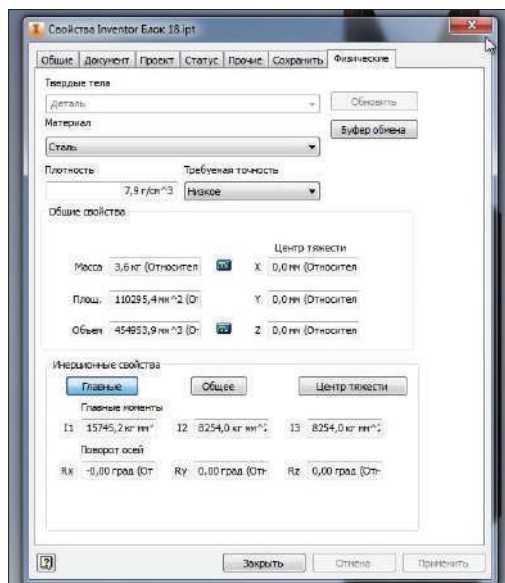 Свойства Inventor Блок 18.ipt
Общие Документ Проект Статус Прочие Сохранить Физические
Твердые тела
Деталь Обновить
Материал Буфер обмена
Сталь
Плотность Требуемая точность
7,9 г/cm^3 Низкое
Общие свойства
Центр тяжести
Масса 3,6 кг (Относител X 0,0 мм (Относител
Площ. 110295,4 мм^2 (От Y 0,0 мм (Относител
Объем 454953,9 мм^3 (От Z 0,0 мм (Относител
Инерционные свойства
Главные Общее Центр тяжести
Главные моменты
I1 15745,2 кг мм^ I2 8254,0 кг мм^2 I3 8254,0 кг мм^2
Поворот осей
Rx -0,00 град (От Ry 0,00 град (Отн Rz 0,00 град (Отн
Закрыть Отмена Применить